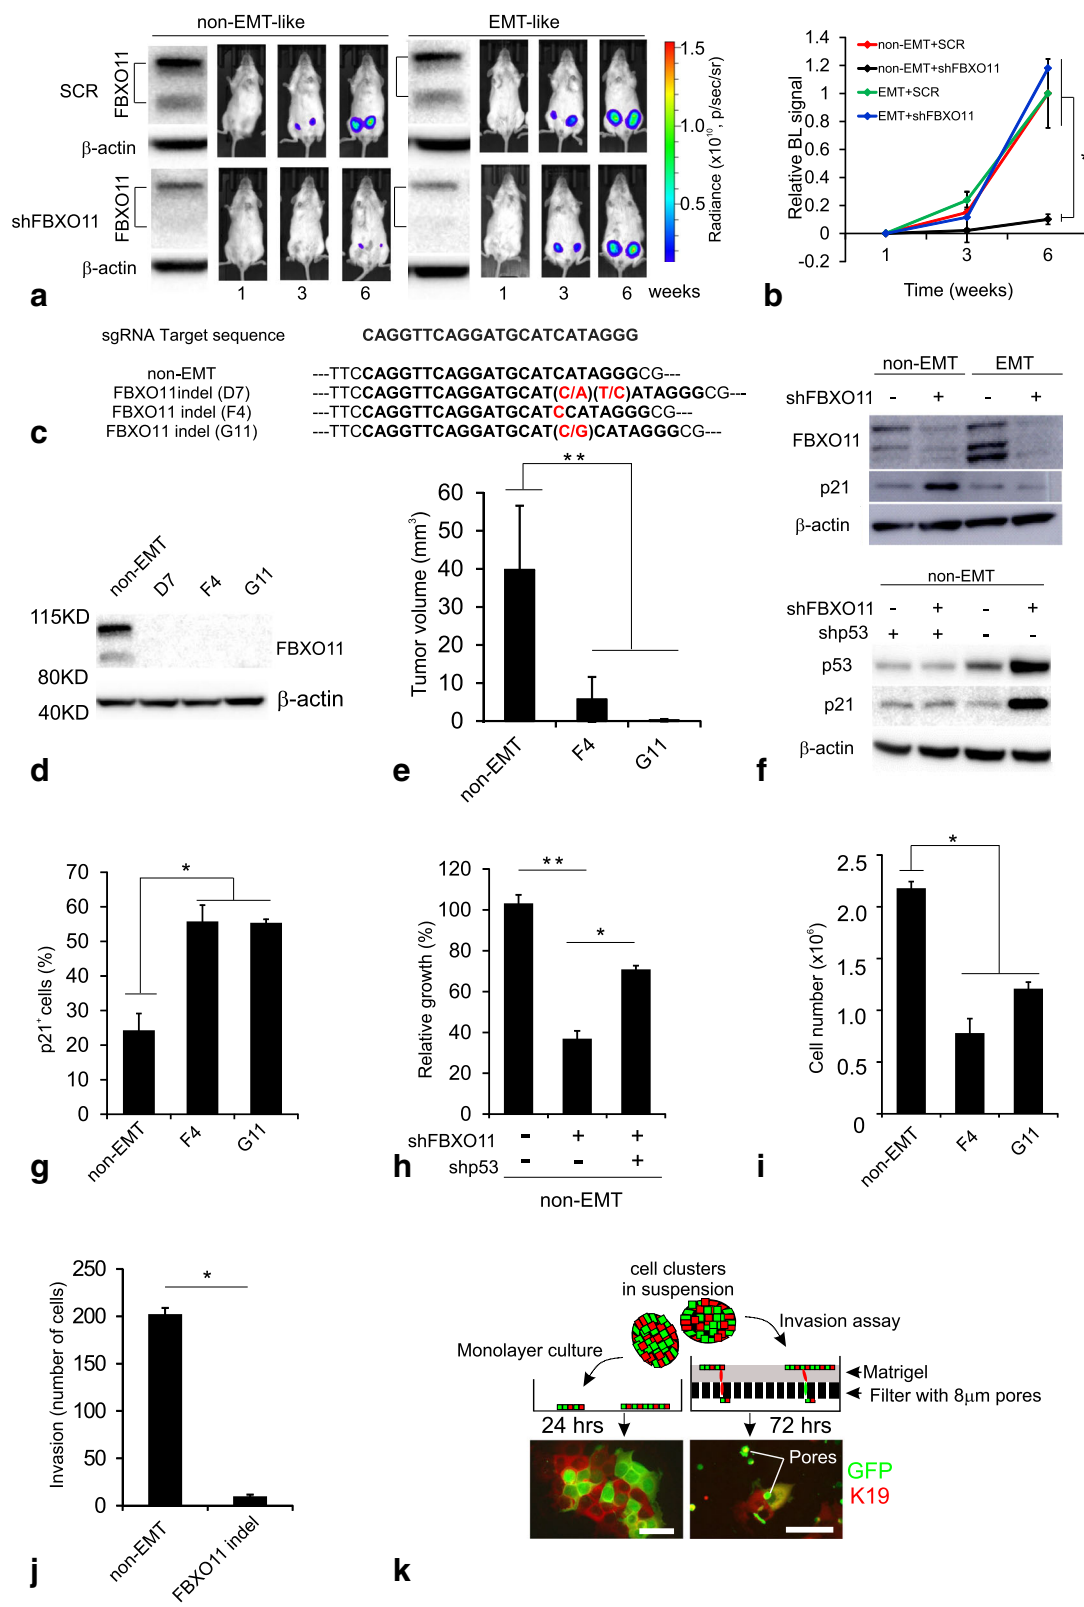 non-EMT-like
EMT-like
SCR
FBXO11
FBXO11
β-actin
shFBXO11
FBXO11
FBXO11
β-actin
1 3 6 1 3 6 weeks
1.5
1.0
0.5
Radiance (x10¹⁰, p/sec/sr)
a
1.4
1.2
1
0.8
0.6
0.4
0.2
0
-0.2
Relative BL signal
non-EMT+SCR
non-EMT+shFBXO11
EMT+SCR
EMT+shFBXO11
*
1 3 6
Time (weeks)
b
sgRNA Target sequence CAGGTTCAGGATGCATCATAGGG
non-EMT ---TTCCAGGTTCAGGATGCATCATAGGGCG---
FBXO11indel (D7) ---TTCCAGGTTCAGGATGCAT(C/A)(T/C)ATAGGGCG---
FBXO11 indel (F4) ---TTCCAGGTTCAGGATGCATCCATAGGGCG---
FBXO11 indel (G11) ---TTCCAGGTTCAGGATGCAT(C/G)CATAGGGCG---
c
non-EMT D7 F4 G11
115KD
80KD
40KD
FBXO11
β-actin
d
**
60
50
40
30
20
10
0
Tumor volume (mm³)
non-EMT F4 G11
e
non-EMT EMT
shFBXO11 - + - +
FBXO11
p21
β-actin
non-EMT
shFBXO11 - + - +
shp53 + + - -
p53
p21
β-actin
f
*
70
60
50
40
30
20
10
0
p21⁺ cells (%)
non-EMT F4 G11
g
120
100
80
60
40
20
0
Relative growth (%)
**
*
shFBXO11 - + +
shp53 - - +
non-EMT
h
2.5
2.0
1.5
1.0
0.5
0
Cell number (x10⁶)
*
non-EMT F4 G11
i
250
200
150
100
50
0
Invasion (number of cells)
*
non-EMT FBXO11 indel
j
cell clusters
in suspension
Monolayer culture
Invasion assay
Matrigel
Filter with 8μm pores
24 hrs
72 hrs
Pores
GFP
K19
k